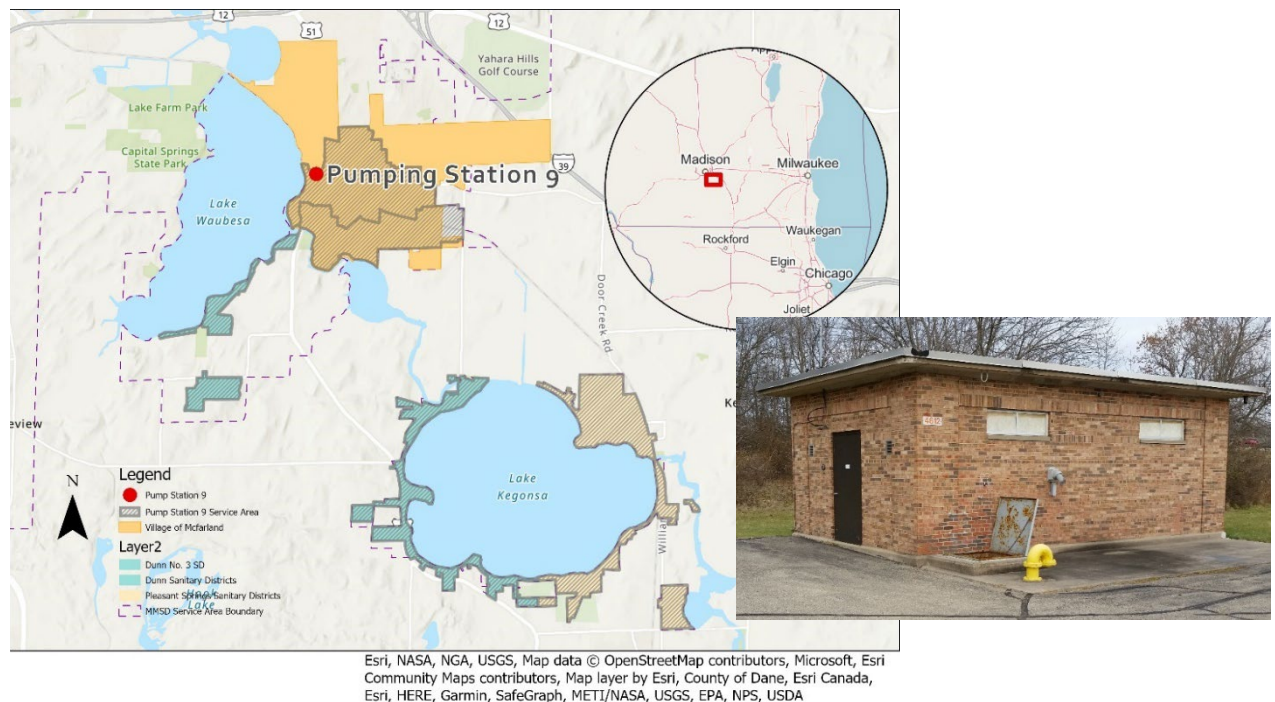 12
51
12
Yahara Hills
Golf Course
Lake Farm Park
Capital Springs
State Park
39
Pumping Station 9
Lake
Waubesa
Madison
Milwaukee
Waukegan
Rockford
Elgin
Chicago
Joliet
Door Creek Rd
eview
Ke
Lake
Kegonsa
Willian
N
Legend
Pump Station 9
Pump Station 9 Service Area
Village of Mcfarland
Layer2
Dunn No. 3 SD
Dunn Sanitary Districts
Pleasant Springs Sanitary Districts
MMSD Service Area Boundary
Lake
Esri, NASA, NGA, USGS, Map data © OpenStreetMap contributors, Microsoft, Esri
Community Maps contributors, Map layer by Esri, County of Dane, Esri Canada,
Esri, HERE, Garmin, SafeGraph, METI/NASA, USGS, EPA, NPS, USDA